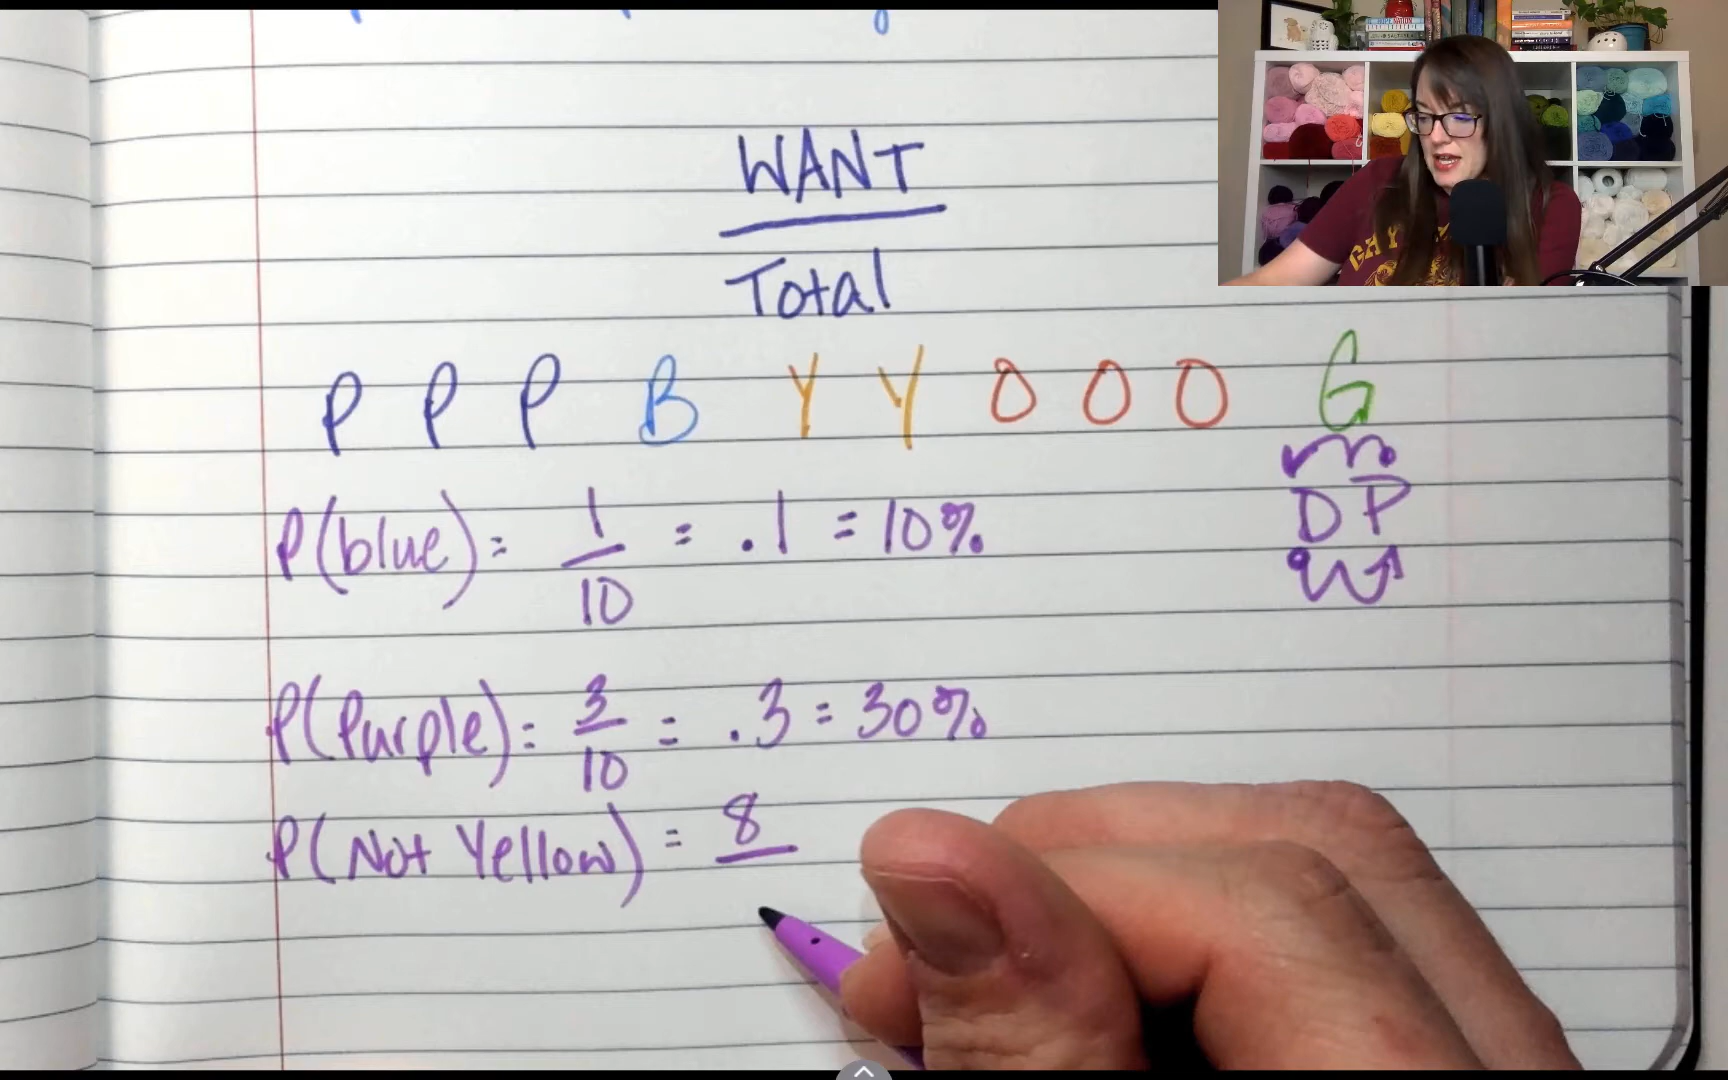 WANT
Total
P P P B Y Y O O O G
P(blue) = 1/10 = .1 = 10%
D P
P(Purple) = 3/10 = .3 = 30%
P(Not Yellow) = 8